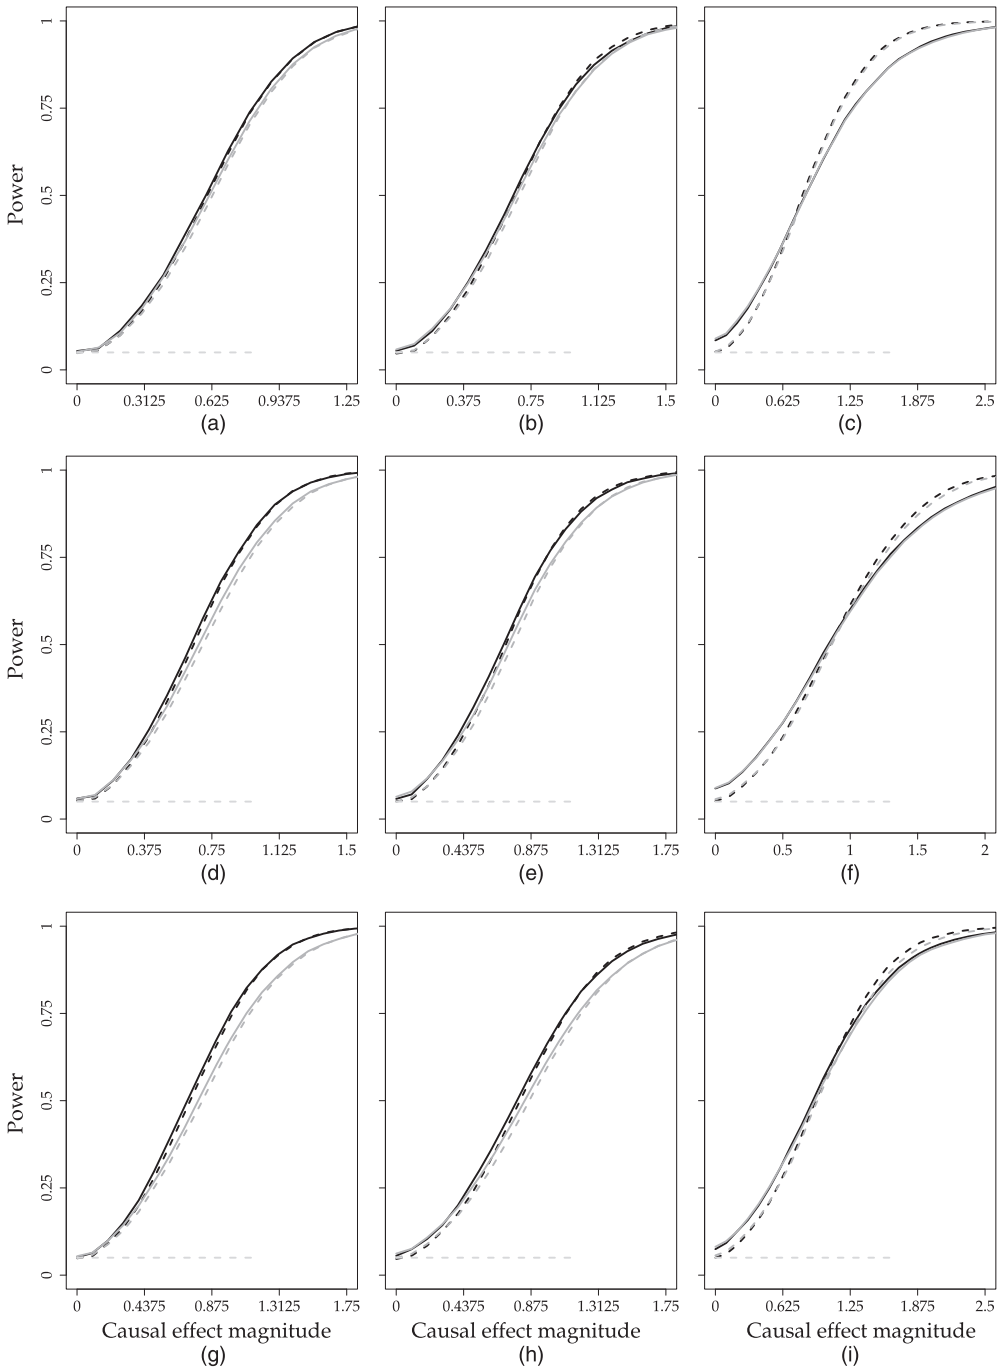 Power
1
0.75
0.5
0.25
0
0 0.3125 0.625 0.9375 1.25
(a)
0 0.375 0.75 1.125 1.5
(b)
0 0.625 1.25 1.875 2.5
(c)
Power
1
0.75
0.5
0.25
0
0 0.375 0.75 1.125 1.5
(d)
0 0.4375 0.875 1.3125 1.75
(e)
0 0.5 1 1.5 2
(f)
Power
1
0.75
0.5
0.25
0
0 0.4375 0.875 1.3125 1.75
Causal effect magnitude
(g)
0 0.4375 0.875 1.3125 1.75
Causal effect magnitude
(h)
0 0.625 1.25 1.875 2.5
Causal effect magnitude
(i)